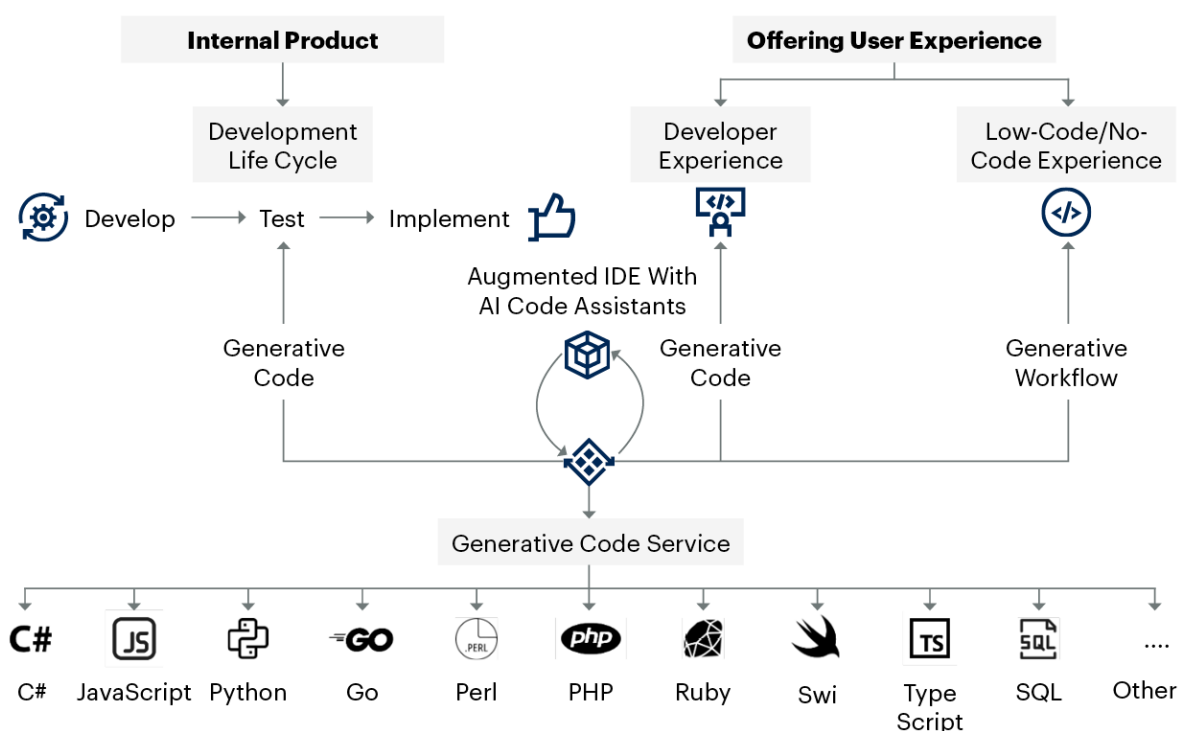 Internal Product
Offering User Experience
Development
Life Cycle
Developer
Experience
Low-Code/No-
Code Experience
</>
</>
Develop
Test
Implement
Augmented IDE With
AI Code Assistants
Generative
Code
Generative
Code
Generative
Workflow
Generative Code Service
C#
JS
GO
.PERL
php
TS
SQL
....
C#
JavaScript
Python
Go
Perl
PHP
Ruby
Swi
Type
Script
SQL
Other